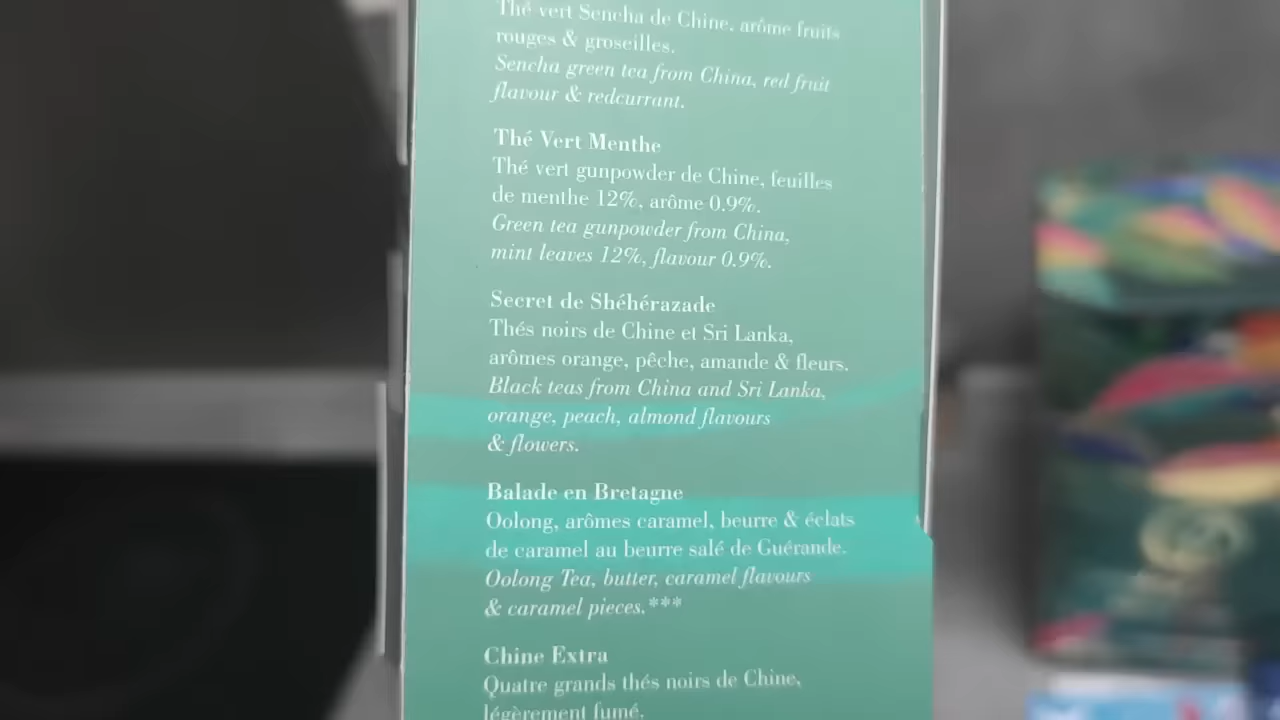 Thé vert Sencha de Chine, arôme fruits
rouges & groseilles.
Sencha green tea from China, red fruit
flavour & redcurrant.
Thé Vert Menthe
Thé vert gunpowder de Chine, feuilles
de menthe 12%, arôme 0.9%.
Green tea gunpowder from China,
mint leaves 12%, flavour 0.9%.
Secret de Shéhérazade
Thés noirs de Chine et Sri Lanka,
arômes orange, pêche, amande & fleurs.
Black teas from China and Sri Lanka,
orange, peach, almond flavours
& flowers.
Balade en Bretagne
Oolong, arômes caramel, beurre & éclats
de caramel au beurre salé de Guérande.
Oolong Tea, butter, caramel flavours
& caramel pieces.***
Chine Extra
Quatre grands thés noirs de Chine,
légèrement fumé.